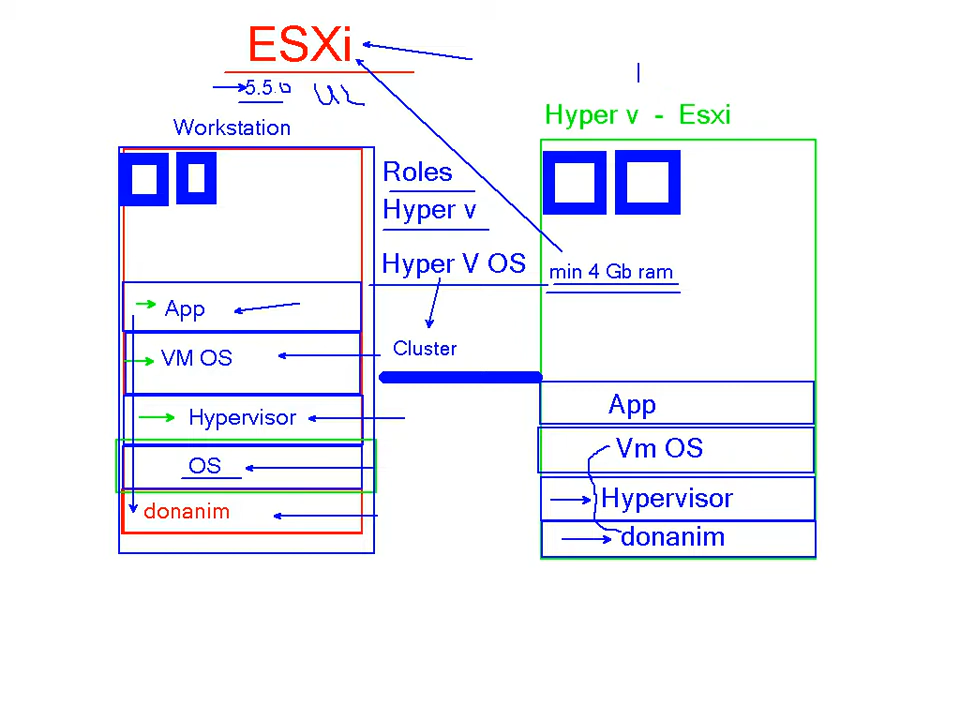 ESXi
5.5.0
Workstation
Hyper v - Esxi
Roles
Hyper v
Hyper V OS
min 4 Gb ram
Cluster
App
VM OS
Hypervisor
OS
donanim
App
Vm OS
Hypervisor
donanim